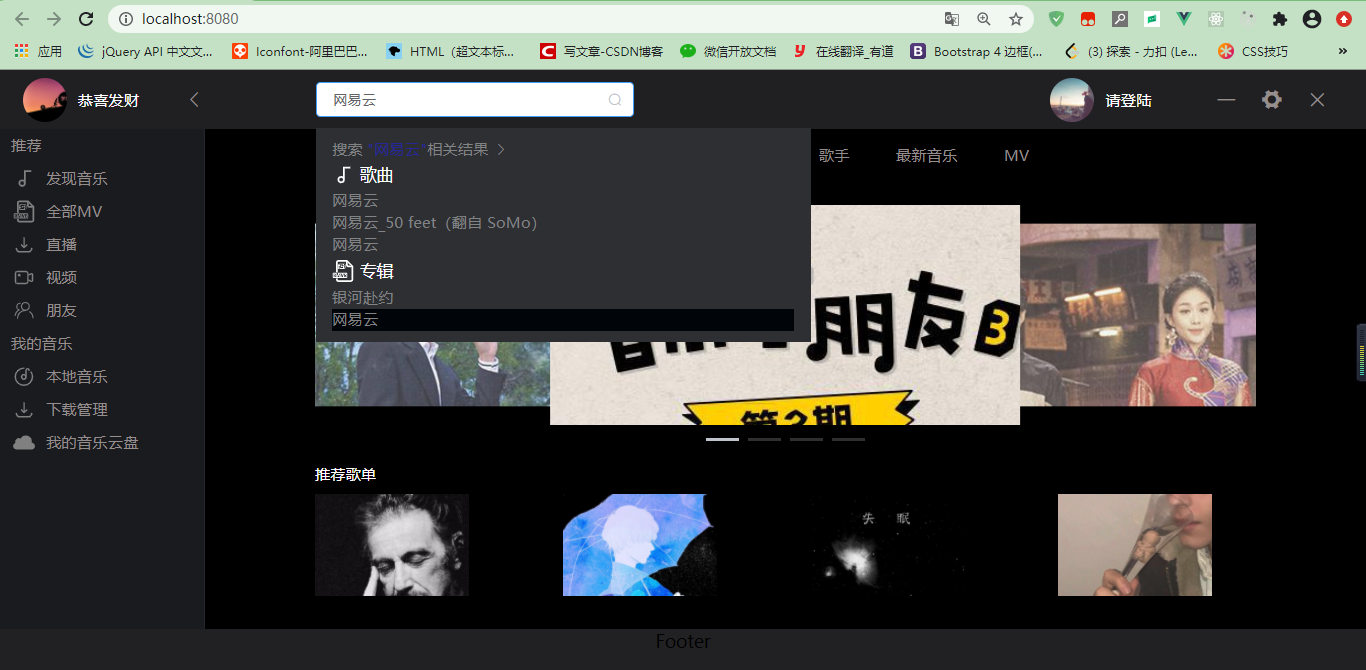 localhost:8080
应用 jQuery API 中文文... Iconfont-阿里巴巴... HTML（超文本标... 写文章-CSDN博客 微信开放文档 在线翻译_有道 Bootstrap 4 边框(... (3) 探索 - 力扣 (Le... CSS技巧 »
恭喜发财
网易云
请登陆
推荐
发现音乐
全部MV
直播
视频
朋友
我的音乐
本地音乐
下载管理
我的音乐云盘
搜索 "网易云"相关结果
歌曲
网易云
网易云_50 feet（翻自 SoMo）
网易云
专辑
银河赴约
网易云
歌手 最新音乐 MV
朋友3
第2期
推荐歌单
失 眠
Footer